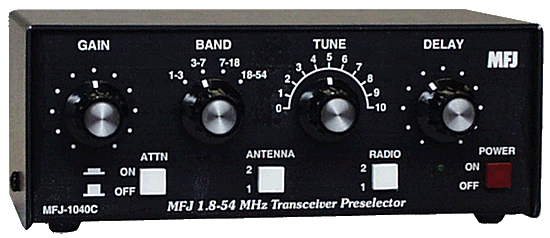 GAIN
BAND
TUNE
DELAY
MFJ
1-3
3-7
7-18
18-54
0
1
2
3
4
5
6
7
8
9
10
ATTN
ON
OFF
ANTENNA
2
1
RADIO
2
1
POWER
ON
OFF
MFJ-1040C
MFJ 1.8-54 MHz Transceiver Preselector